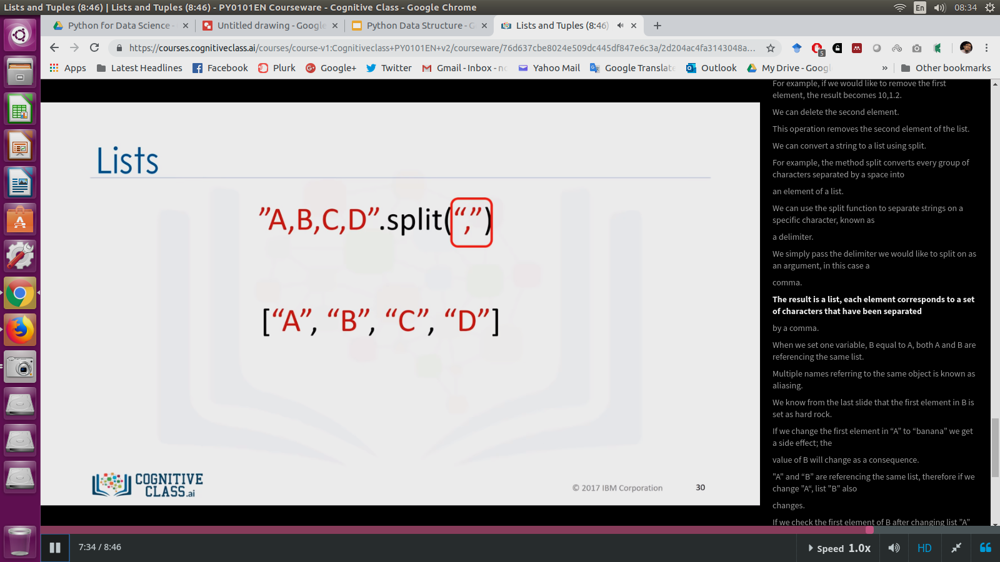 Lists and Tuples (8:46) | Lists and Tuples (8:46) - PY0101EN Courseware - Cognitive Class - Google Chrome
En
08:34
Python for Data Science -
Untitled drawing - Google
Python Data Structure - G
Lists and Tuples (8:46)
https://courses.cognitiveclass.ai/courses/course-v1:Cognitiveclass+PY0101EN+v2/courseware/76d637cbe8024e509dc445df847e6c3a/2d204ac4fa3143048a...
5
Apps
Latest Headlines
Facebook
Plurk
Google+
Twitter
Gmail - Inbox - no
Yahoo Mail
Google Translate
Outlook
My Drive - Googl
»
Other bookmarks
Lists
”A,B,C,D”.split(“,”)
[“A”, “B”, “C”, “D”]
COGNITIVE
CLASS.ai
© 2017 IBM Corporation
30
For example, if we would like to remove the first
element, the result becomes 10,1.2.
We can delete the second element.
This operation removes the second element of the list.
We can convert a string to a list using split.
For example, the method split converts every group of
characters separated by a space into
an element of a list.
We can use the split function to separate strings on a
specific character, known as
a delimiter.
We simply pass the delimiter we would like to split on as
an argument, in this case a
comma.
The result is a list, each element corresponds to a set
of characters that have been separated
by a comma.
When we set one variable, B equal to A, both A and B are
referencing the same list.
Multiple names referring to the same object is known as
aliasing.
We know from the last slide that the first element in B is
set as hard rock.
If we change the first element in “A” to “banana” we get
a side effect; the
value of B will change as a consequence.
"A" and “B” are referencing the same list, therefore if we
change "A“, list "B" also
changes.
If we check the first element of B after changing list ”A”
7:34 / 8:46
Speed 1.0x
HD